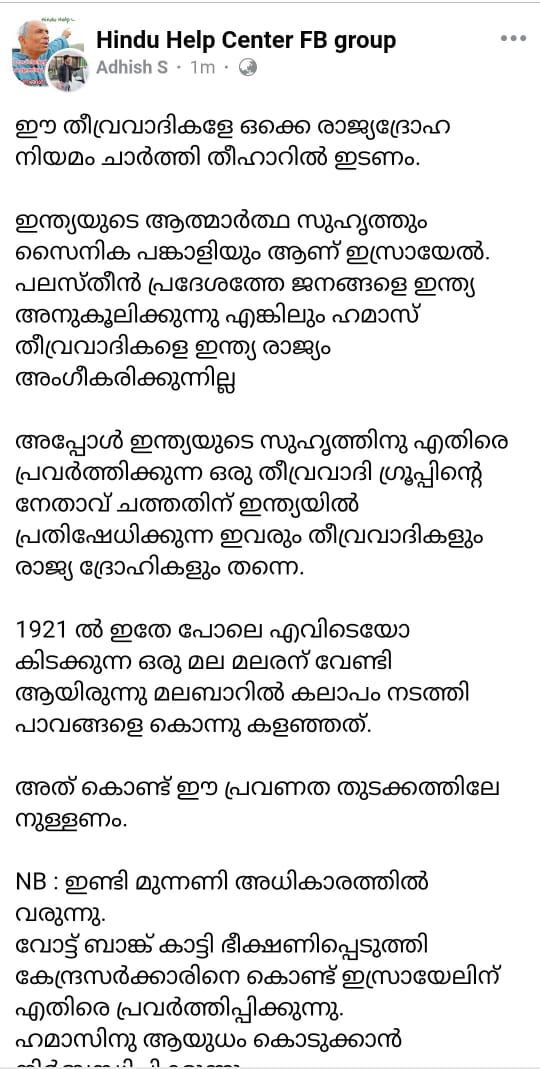 Hindu Help Center FB group
Adhish S · 1m ·
ഈ തീവ്രവാദികളേ ഒക്കെ രാജ്യദ്രോഹ
നിയമം ചാർത്തി തീഹാറിൽ ഇടണം.
ഇന്ത്യയുടെ ആത്മാർത്ഥ സുഹൃത്തും
സൈനിക പങ്കാളിയും ആണ് ഇസ്രായേൽ.
പലസ്തീൻ പ്രദേശത്തേ ജനങ്ങളെ ഇന്ത്യ
അനുകൂലിക്കുന്നു എങ്കിലും ഹമാസ്
തീവ്രവാദികളെ ഇന്ത്യ രാജ്യം
അംഗീകരിക്കുന്നില്ല
അപ്പോൾ ഇന്ത്യയുടെ സുഹൃത്തിനു എതിരെ
പ്രവർത്തിക്കുന്ന ഒരു തീവ്രവാദി ഗ്രൂപ്പിന്റെ
നേതാവ് ചത്തതിന് ഇന്ത്യയിൽ
പ്രതിഷേധിക്കുന്ന ഇവരും തീവ്രവാദികളും
രാജ്യ ദ്രോഹികളും തന്നെ.
1921 ൽ ഇതേ പോലെ എവിടെയോ
കിടക്കുന്ന ഒരു മല മലരന് വേണ്ടി
ആയിരുന്നു മലബാറിൽ കലാപം നടത്തി
പാവങ്ങളെ കൊന്നു കളഞ്ഞത്.
അത് കൊണ്ട് ഈ പ്രവണത തുടക്കത്തിലേ
നുള്ളണം.
NB : ഇണ്ടി മുന്നണി അധികാരത്തിൽ
വരുന്നു.
വോട്ട് ബാങ്ക് കാട്ടി ഭീക്ഷണിപ്പെടുത്തി
കേന്ദ്രസർക്കാരിനെ കൊണ്ട് ഇസ്രായേലിന്
എതിരെ പ്രവർത്തിപ്പിക്കുന്നു.
ഹമാസിനു ആയുധം കൊടുക്കാൻ